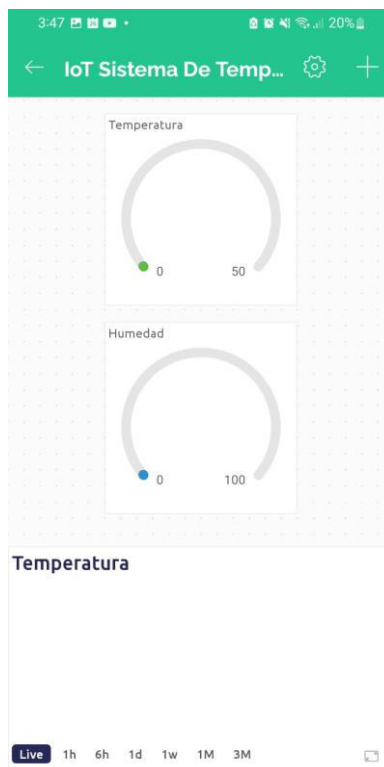 3:47
20%
IoT Sistema De Temp...
Temperatura
0
50
Humedad
0
100
Temperatura
Live 1h 6h 1d 1w 1M 3M